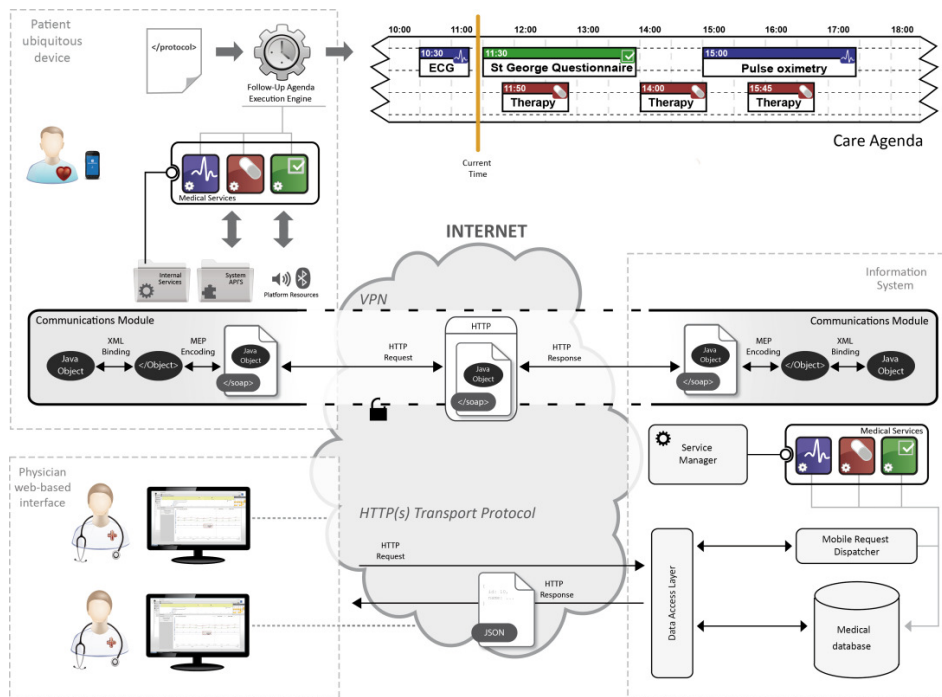 Patient
ubiquitous
device
</protocol>
Follow-Up Agenda
Execution Engine
Medical Services
Internal
Services
System
API'S
Platform Resources
10:00
11:00
12:00
13:00
14:00
15:00
16:00
17:00
18:00
10:30
ECG
11:30
St George Questionnaire
15:00
Pulse oximetry
11:50
Therapy
14:00
Therapy
15:45
Therapy
Current
Time
Care Agenda
INTERNET
VPN
Information
System
Communications Module
Java
Object
XML
Binding
</Object>
MEP
Encoding
Java
Object
</soap>
HTTP
Request
HTTP
Java
Object
</soap>
HTTP
Response
Communications Module
Java
Object
</soap>
MEP
Encoding
</Object>
XML
Binding
Java
Object
Service
Manager
Medical Services
Physician
web-based
interface
HTTP(s) Transport Protocol
HTTP
Request
HTTP
Response
JSON
Data Access Layer
Mobile Request
Dispatcher
Medical
database